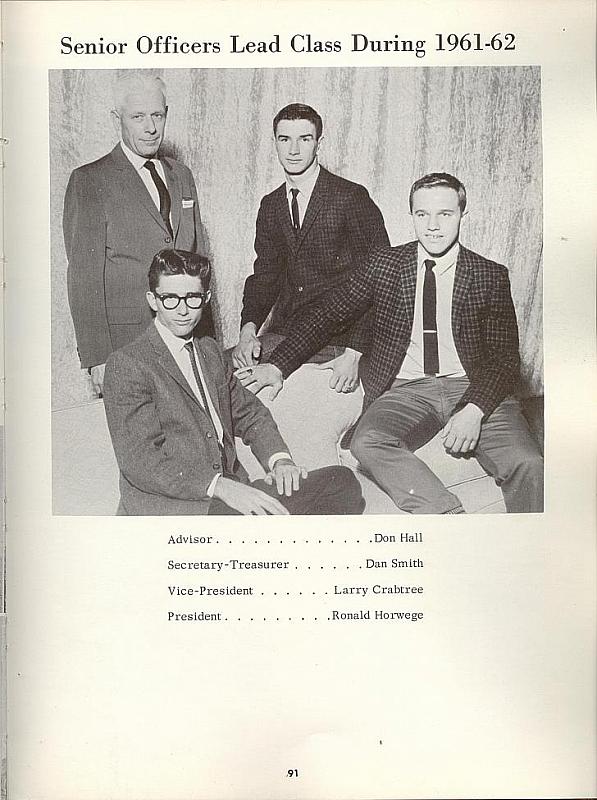 Senior Officers Lead Class During 1961-62
Advisor . . . . . . . . . . . . . .Don Hall
Secretary-Treasurer . . . . . . Dan Smith
Vice-President . . . . . . Larry Crabtree
President . . . . . . . . .Ronald Horwege
91